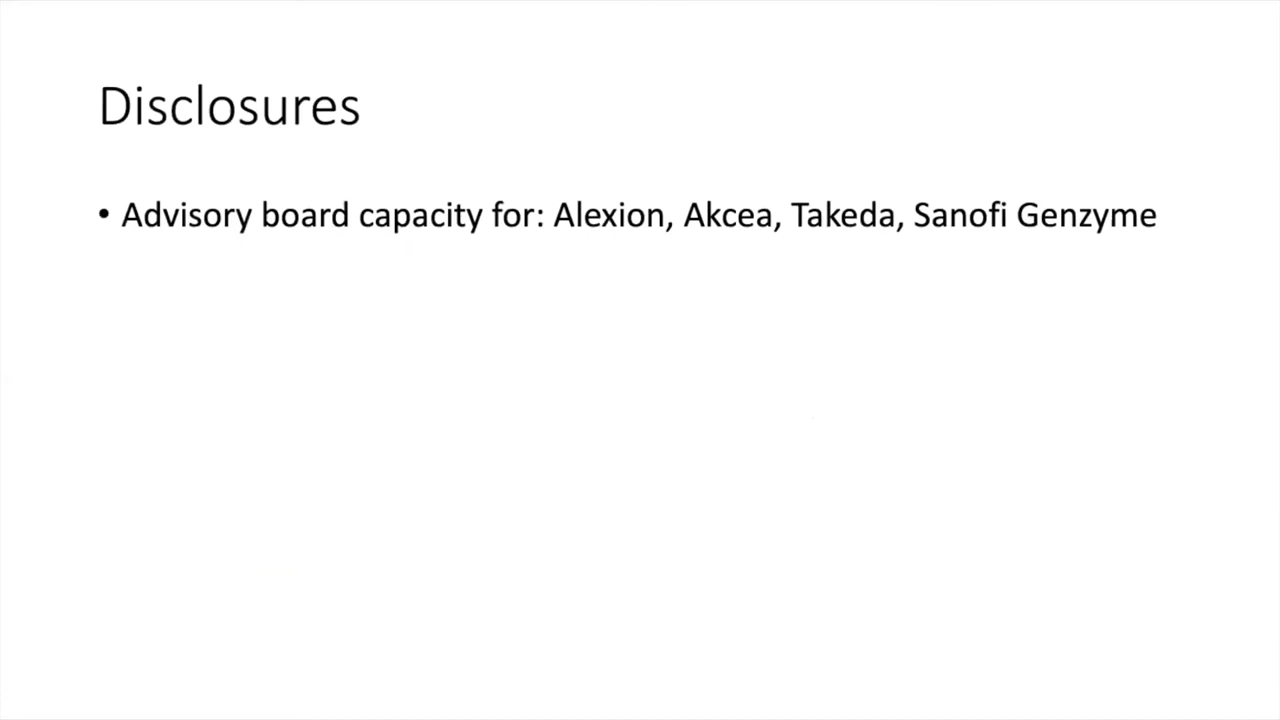 Disclosures
• Advisory board capacity for: Alexion, Akcea, Takeda, Sanofi Genzyme